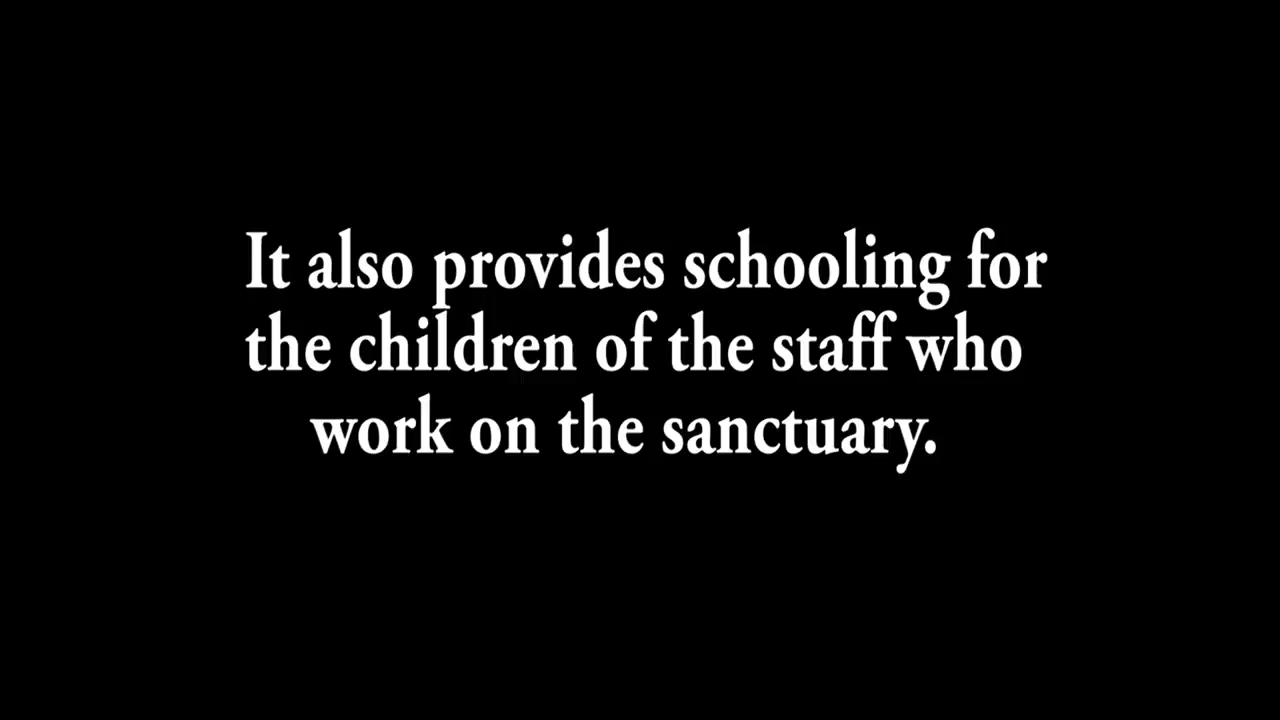 It also provides schooling for
the children of the staff who
work on the sanctuary.